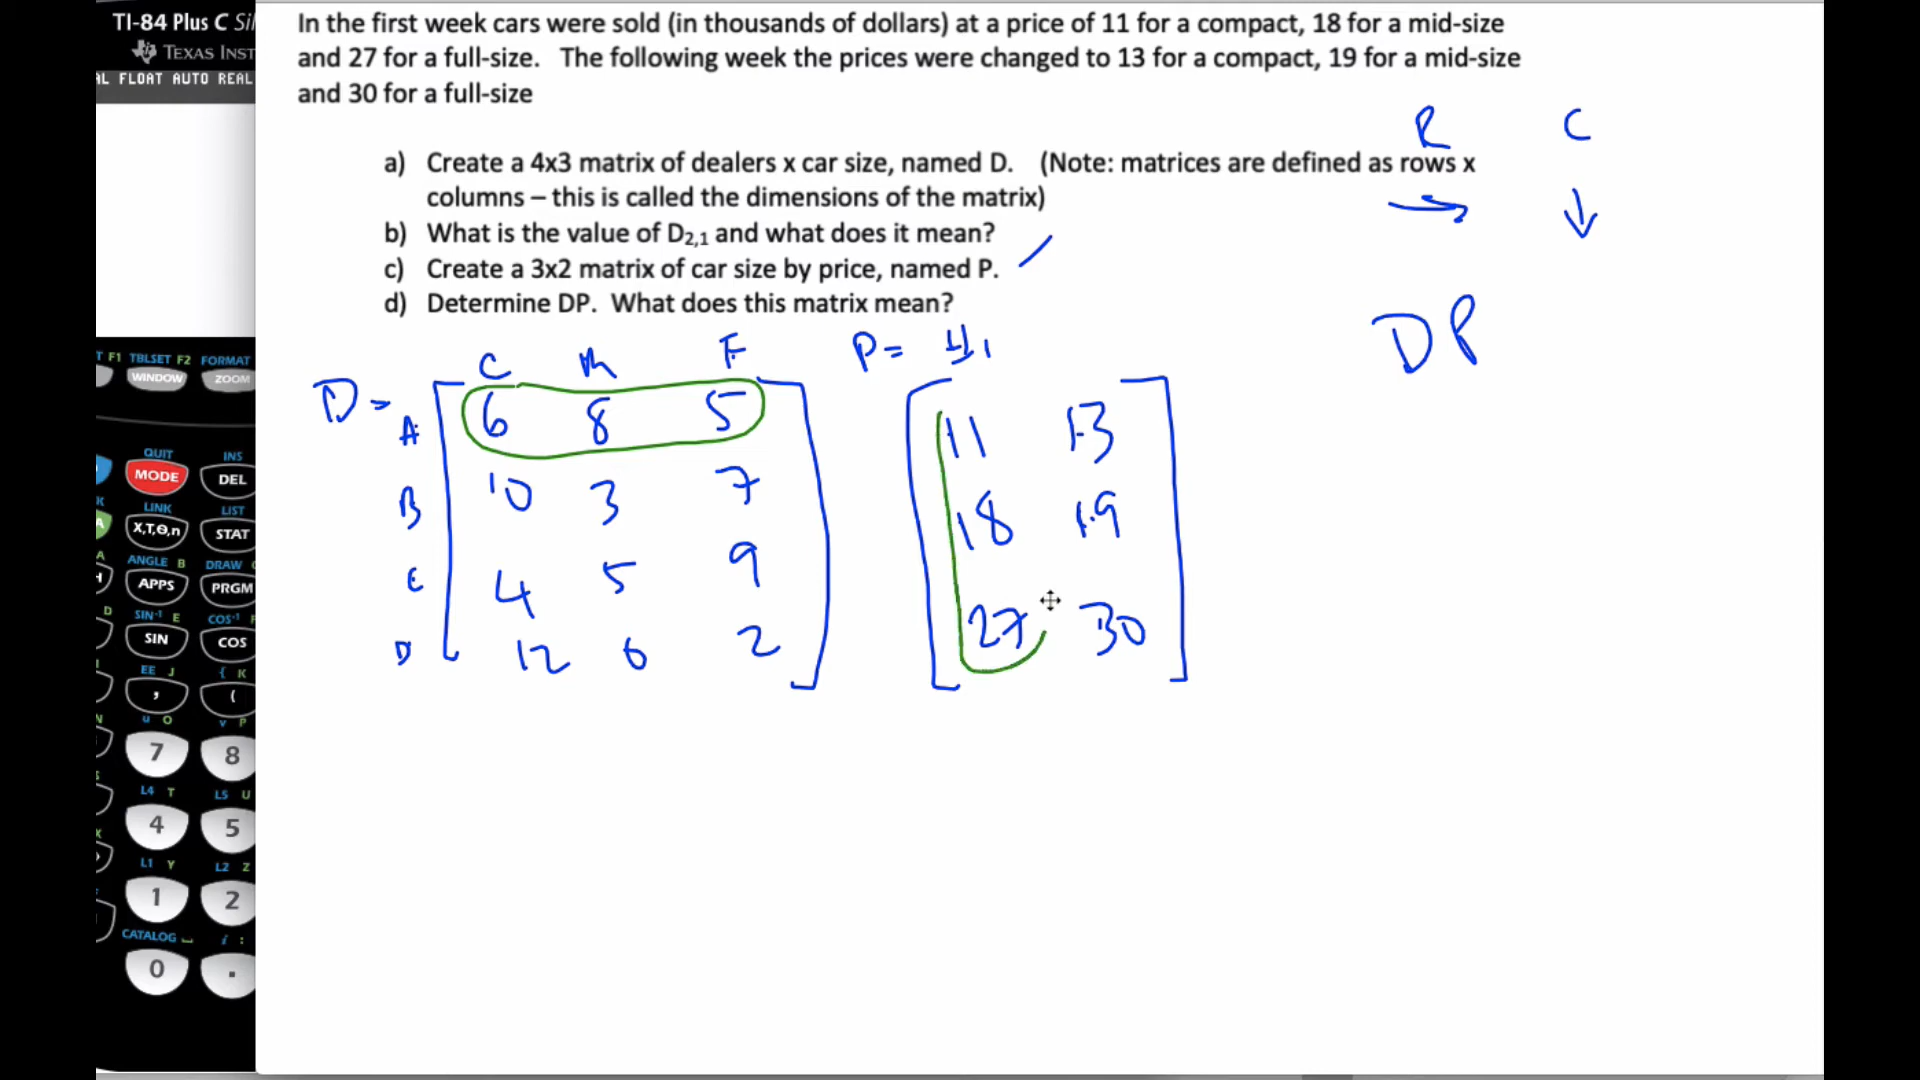 TI-84 Plus C Sil
TEXAS INST
AL FLOAT AUTO REAL
In the first week cars were sold (in thousands of dollars) at a price of 11 for a compact, 18 for a mid-size
and 27 for a full-size. The following week the prices were changed to 13 for a compact, 19 for a mid-size
and 30 for a full-size
R C
a) Create a 4x3 matrix of dealers x car size, named D. (Note: matrices are defined as rows x
columns – this is called the dimensions of the matrix)
b) What is the value of D2,1 and what does it mean?
c) Create a 3x2 matrix of car size by price, named P.
d) Determine DP. What does this matrix mean?
DP
C M F
D =
A 6 8 5
B 10 3 7
C 4 5 9
D 12 6 2
P =
11 13
18 19
27 30
T F1 TBLSET F2 FORMAT
WINDOW ZOOM
QUIT INS
MODE DEL
LINK LIST
X,T,Θ,n STAT
A ANGLE B DRAW C
H APPS PRGM
D SIN-1 E COS-1 F
SIN COS
EE J { K
, (
N u O v P
7 8
L4 T L5 U
4 5
L1 Y L2 Z
1 2
CATALOG i :
0 .